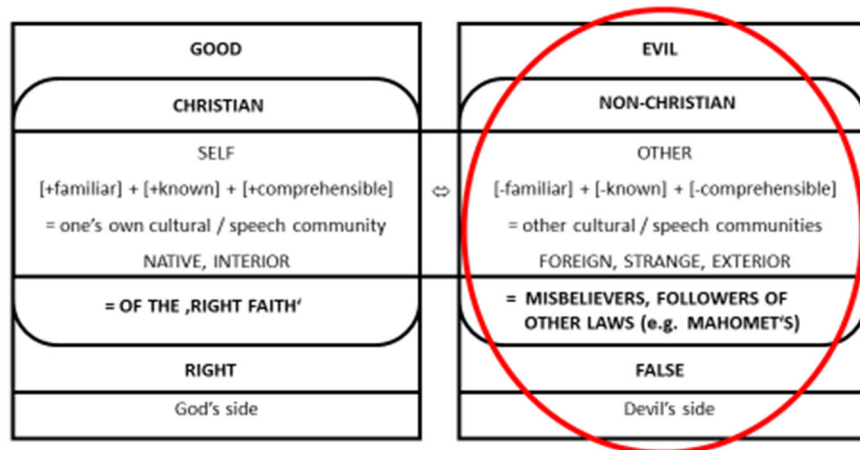 GOOD
CHRISTIAN
SELF
[+familiar] + [+known] + [+comprehensible]
= one's own cultural / speech community
NATIVE, INTERIOR
= OF THE ‚RIGHT FAITH‘
RIGHT
God's side
⇔
EVIL
NON-CHRISTIAN
OTHER
[-familiar] + [-known] + [-comprehensible]
= other cultural / speech communities
FOREIGN, STRANGE, EXTERIOR
= MISBELIEVERS, FOLLOWERS OF
OTHER LAWS (e.g. MAHOMET‘S)
FALSE
Devil's side